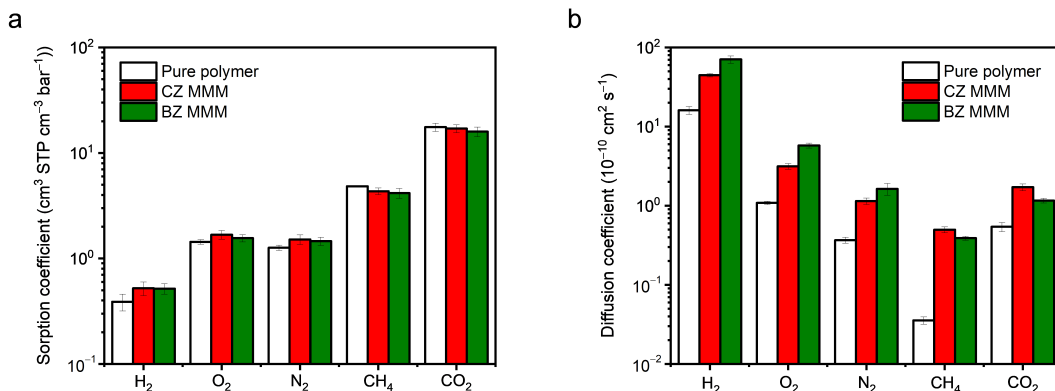 a
Sorption coefficient (cm³ STP cm⁻³ bar⁻¹))
10²
10¹
10⁰
10⁻¹
Pure polymer
CZ MMM
BZ MMM
H₂ O₂ N₂ CH₄ CO₂
b
Diffusion coefficient (10⁻¹⁰ cm² s⁻¹)
10²
10¹
10⁰
10⁻¹
10⁻²
Pure polymer
CZ MMM
BZ MMM
H₂ O₂ N₂ CH₄ CO₂